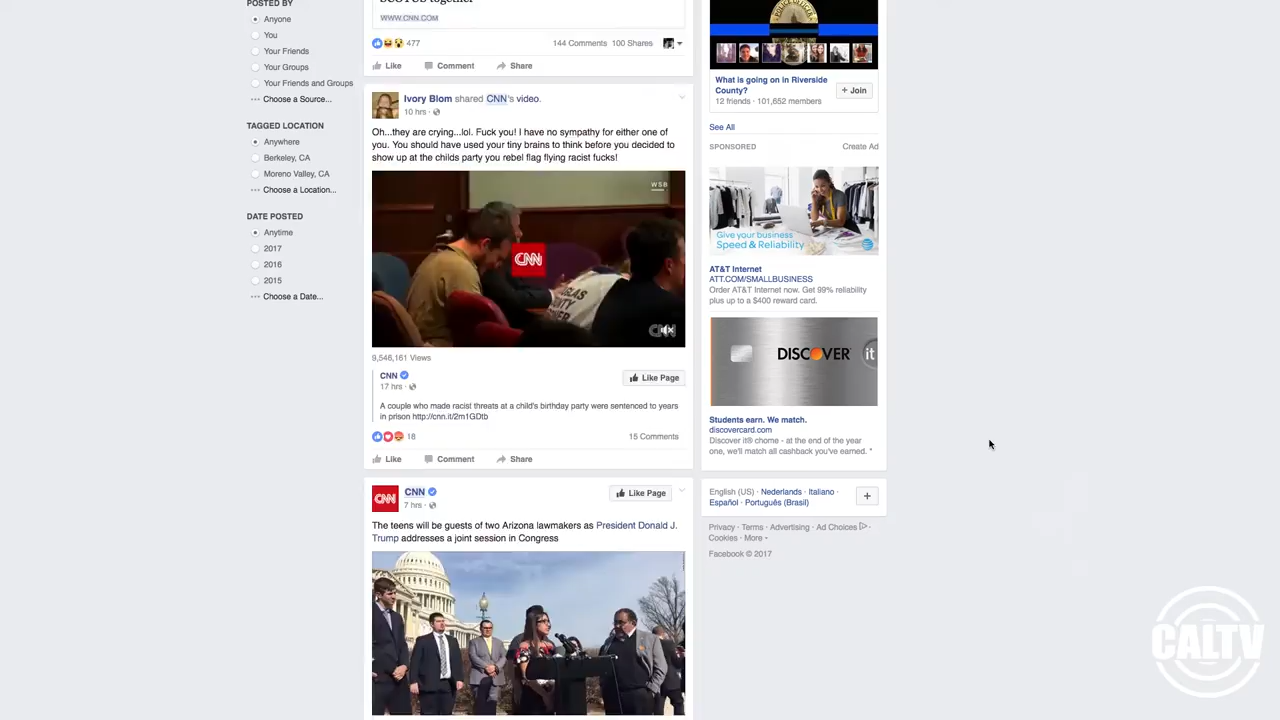 POSTED BY
Anyone
You
Your Friends
Your Groups
Your Friends and Groups
Choose a Source...
TAGGED LOCATION
Anywhere
Berkeley, CA
Moreno Valley, CA
Choose a Location...
DATE POSTED
Anytime
2017
2016
2015
Choose a Date...
SCOTUS together
WWW.CNN.COM
477
144 Comments 100 Shares
Like Comment Share
Ivory Blom shared CNN's video.
10 hrs ·
Oh...they are crying...lol. Fuck you! I have no sympathy for either one of
you. You should have used your tiny brains to think before you decided to
show up at the childs party you rebel flag flying racist fucks!
WSB
CNN
CNN
9,546,161 Views
CNN
Like Page
17 hrs ·
A couple who made racist threats at a child's birthday party were sentenced to years
in prison http://cnn.it/2m1GDtb
18
15 Comments
Like Comment Share
CNN
CNN
Like Page
7 hrs ·
The teens will be guests of two Arizona lawmakers as President Donald J.
Trump addresses a joint session in Congress
POLICE OFFICER
What is going on in Riverside
County?
12 friends · 101,652 members
+ Join
See All
SPONSORED
Create Ad
Give your business
Speed & Reliability
AT&T Internet
ATT.COM/SMALLBUSINESS
Order AT&T Internet now. Get 99% reliability
plus up to a $400 reward card.
DISCOVER it
Students earn. We match.
discovercard.com
Discover it® chome - at the end of the year
one, we'll match all cashback you've earned. *
English (US) · Nederlands · Italiano ·
Español · Português (Brasil)
+
Privacy · Terms · Advertising · Ad Choices ·
Cookies · More
Facebook © 2017
CALTV